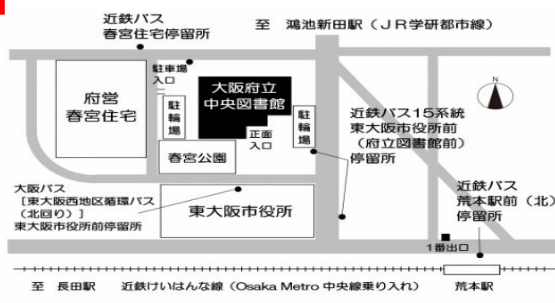 近鉄バス
春宮住宅停留所
至　鴻池新田駅（ＪＲ学研都市線）
駐車場
入口
府営
春宮住宅
大阪府立
中央図書館
駐輪場
正面
入口
駐輪場
春宮公園
N
近鉄バス15系統
東大阪市役所前
（府立図書館前）
停留所
大阪バス
［東大阪西地区循環バス
（北回り）］
東大阪市役所前停留所
東大阪市役所
近鉄バス
荒本駅前（北）
停留所
1番出口
至　長田駅
近鉄けいはんな線（Osaka Metro 中央線乗り入れ）
荒本駅